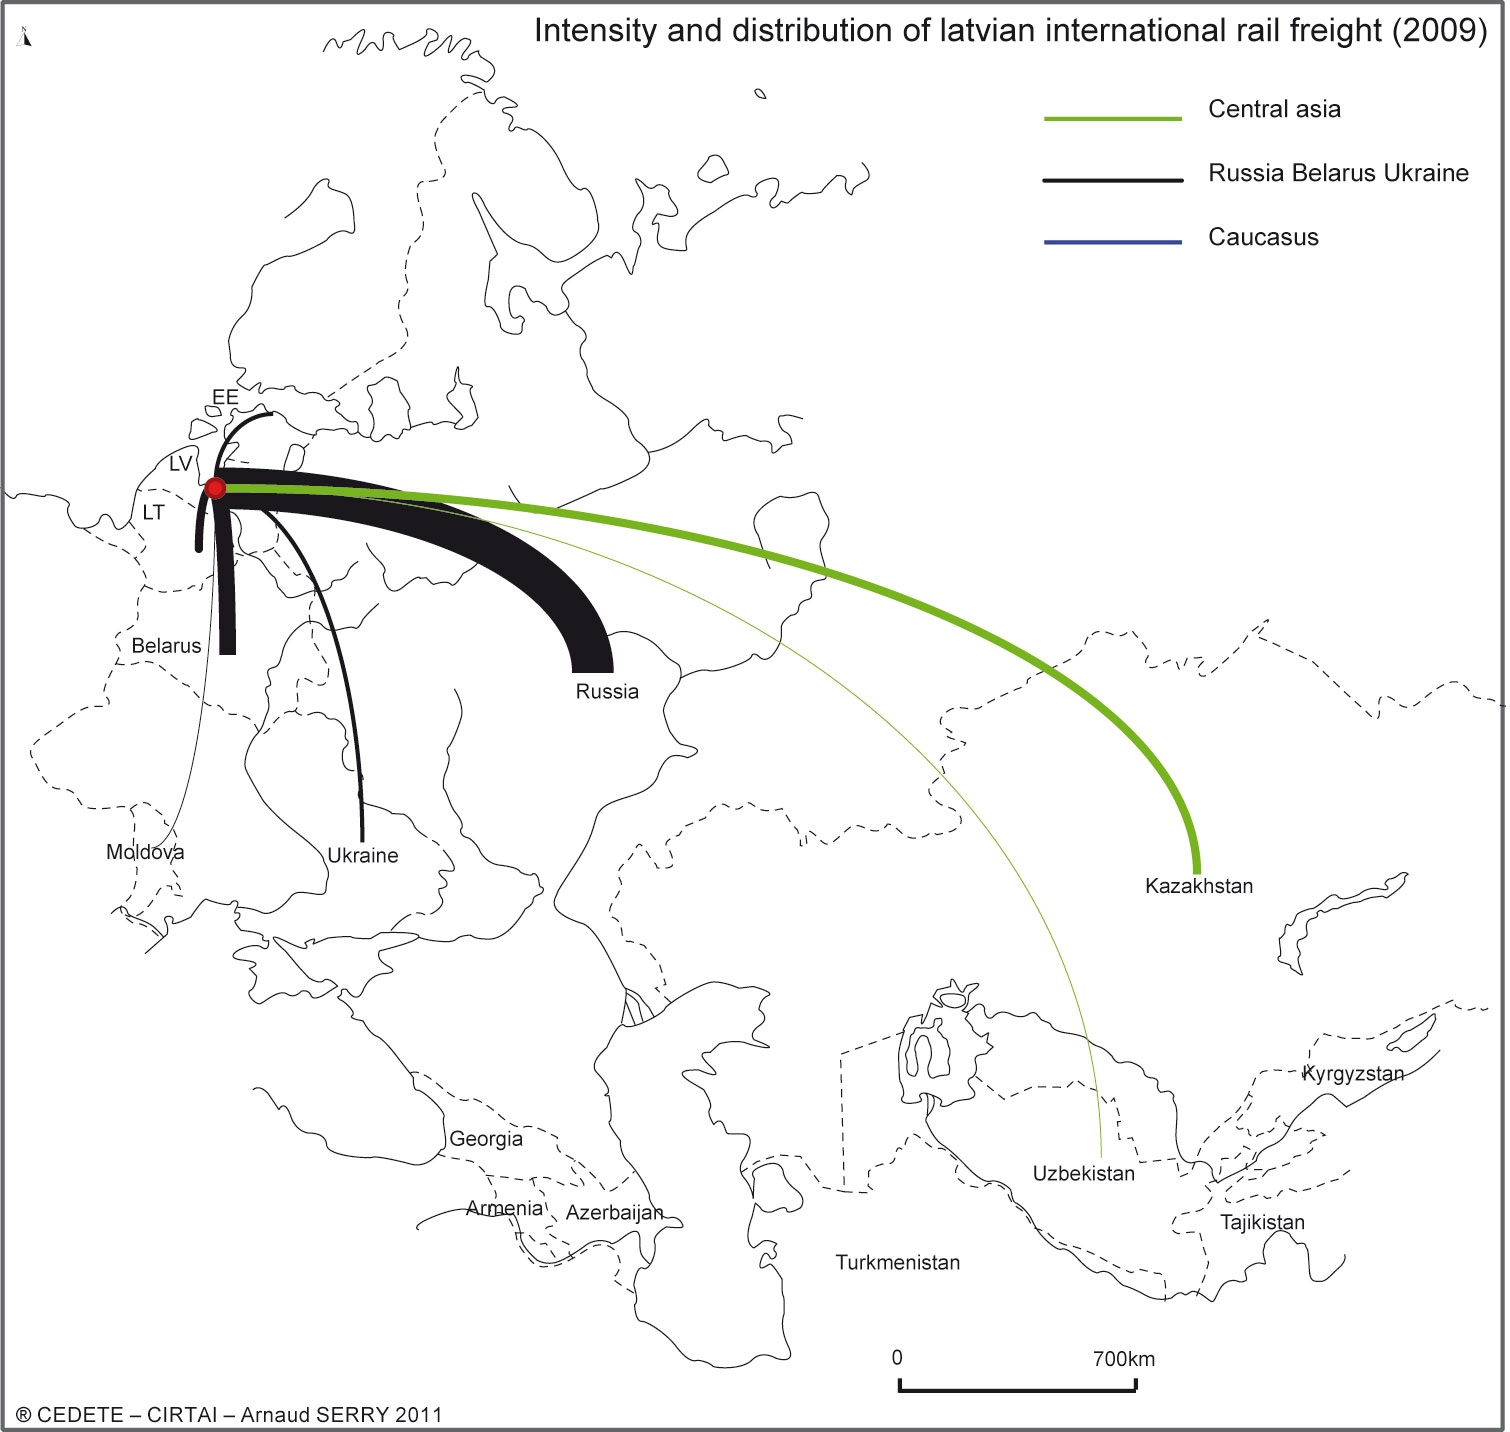 N
Intensity and distribution of latvian international rail freight (2009)
Central asia
Russia Belarus Ukraine
Caucasus
EE
LV
LT
Belarus
Russia
Moldova
Ukraine
Kazakhstan
Kyrgyzstan
Georgia
Uzbekistan
Armenia
Azerbaijan
Tajikistan
Turkmenistan
0
700km
® CEDETE – CIRTAI – Arnaud SERRY 2011